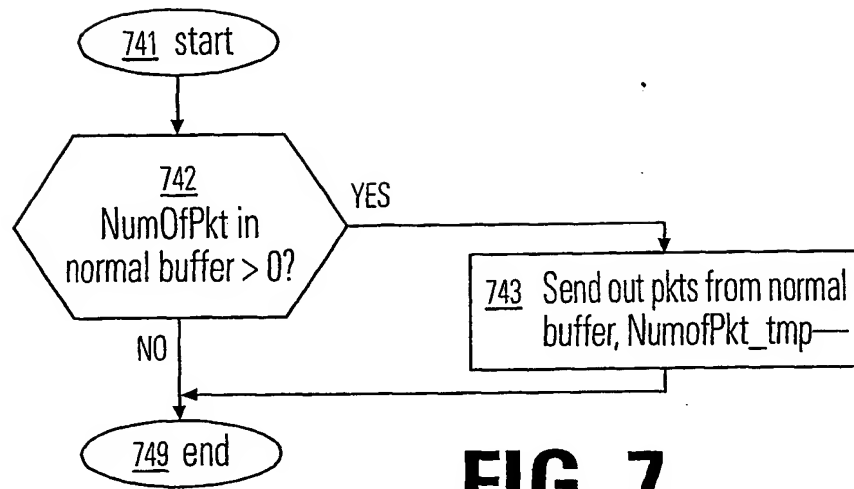 741 start
742
NumOfPkt in
normal buffer > 0?
YES
743 Send out pkts from normal
buffer, NumofPkt_tmp—
NO
749 end
FIG. 7